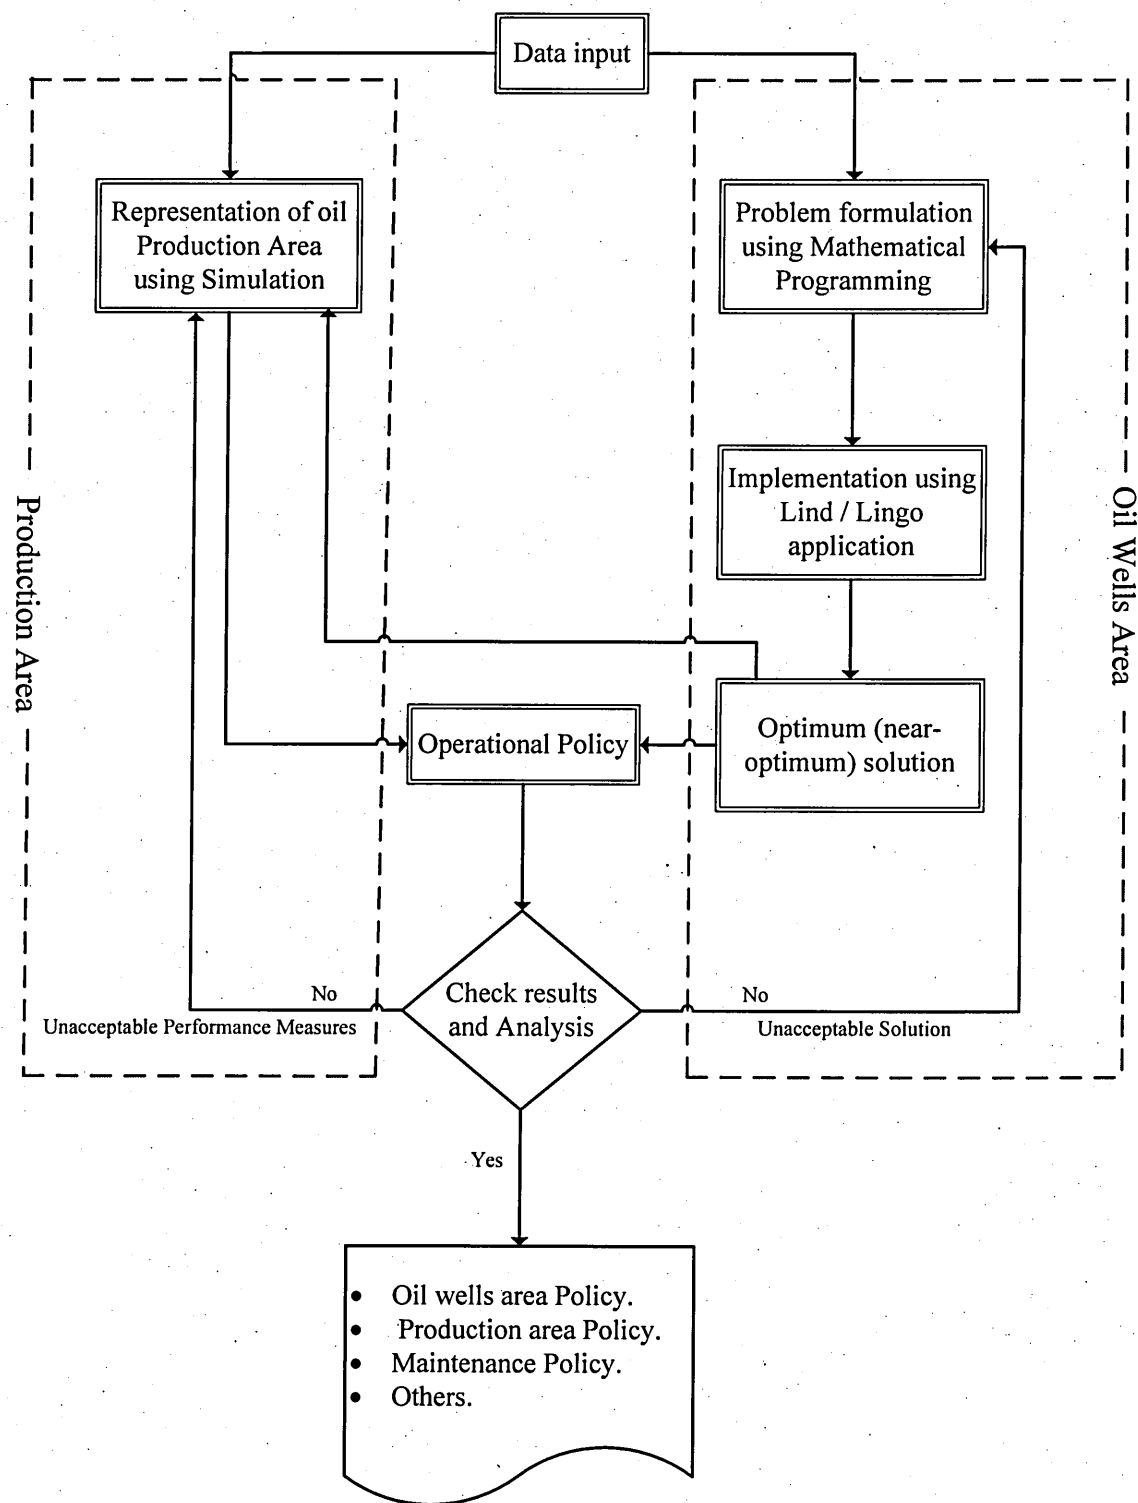 Data input
Representation of oil
Production Area
using Simulation
Problem formulation
using Mathematical
Programming
Implementation using
Lind / Lingo
application
Production Area
Oil Wells Area
Operational Policy
Optimum (near-
optimum) solution
Check results
and Analysis
No
Unacceptable Performance Measures
No
Unacceptable Solution
Yes
• Oil wells area Policy.
• Production area Policy.
• Maintenance Policy.
• Others.